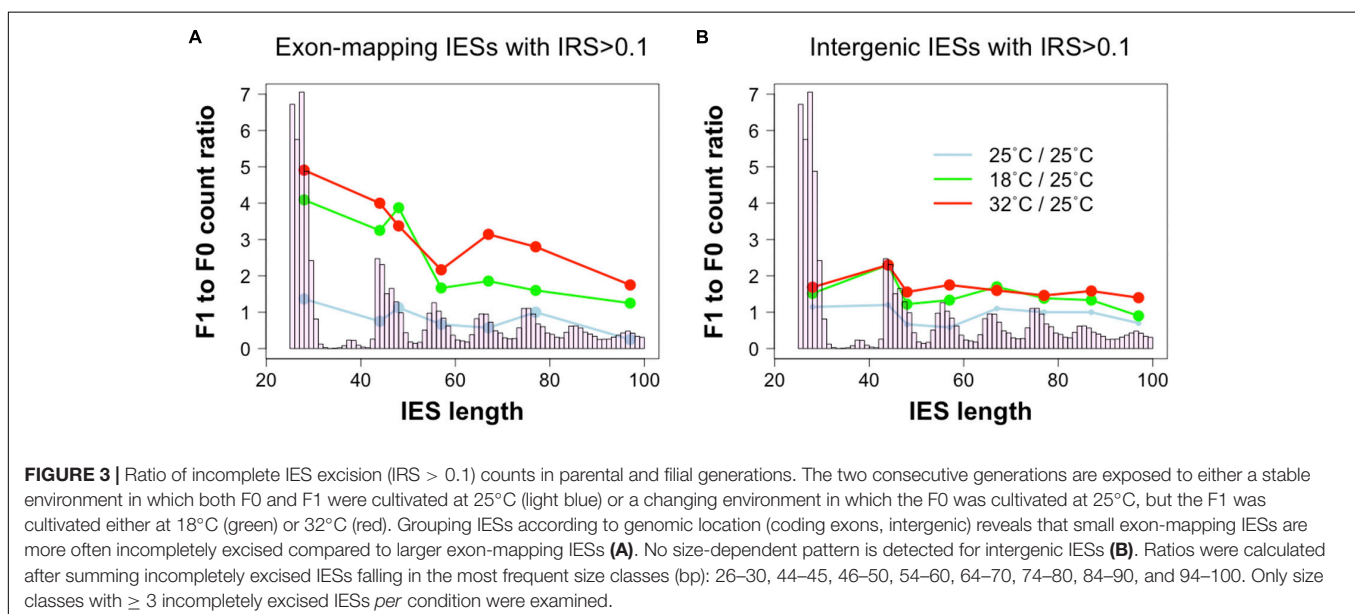 A
Exon-mapping IESs with IRS>0.1
F1 to F0 count ratio
7
6
5
4
3
2
1
0
20 40 60 80 100
IES length
B
Intergenic IESs with IRS>0.1
F1 to F0 count ratio
7
6
5
4
3
2
1
0
25˚C / 25˚C
18˚C / 25˚C
32˚C / 25˚C
20 40 60 80 100
IES length
FIGURE 3 | Ratio of incomplete IES excision (IRS > 0.1) counts in parental and filial generations. The two consecutive generations are exposed to either a stable
environment in which both F0 and F1 were cultivated at 25°C (light blue) or a changing environment in which the F0 was cultivated at 25°C, but the F1 was
cultivated either at 18°C (green) or 32°C (red). Grouping IESs according to genomic location (coding exons, intergenic) reveals that small exon-mapping IESs are
more often incompletely excised compared to larger exon-mapping IESs (A). No size-dependent pattern is detected for intergenic IESs (B). Ratios were calculated
after summing incompletely excised IESs falling in the most frequent size classes (bp): 26–30, 44–45, 46–50, 54–60, 64–70, 74–80, 84–90, and 94–100. Only size
classes with ≥ 3 incompletely excised IESs per condition were examined.